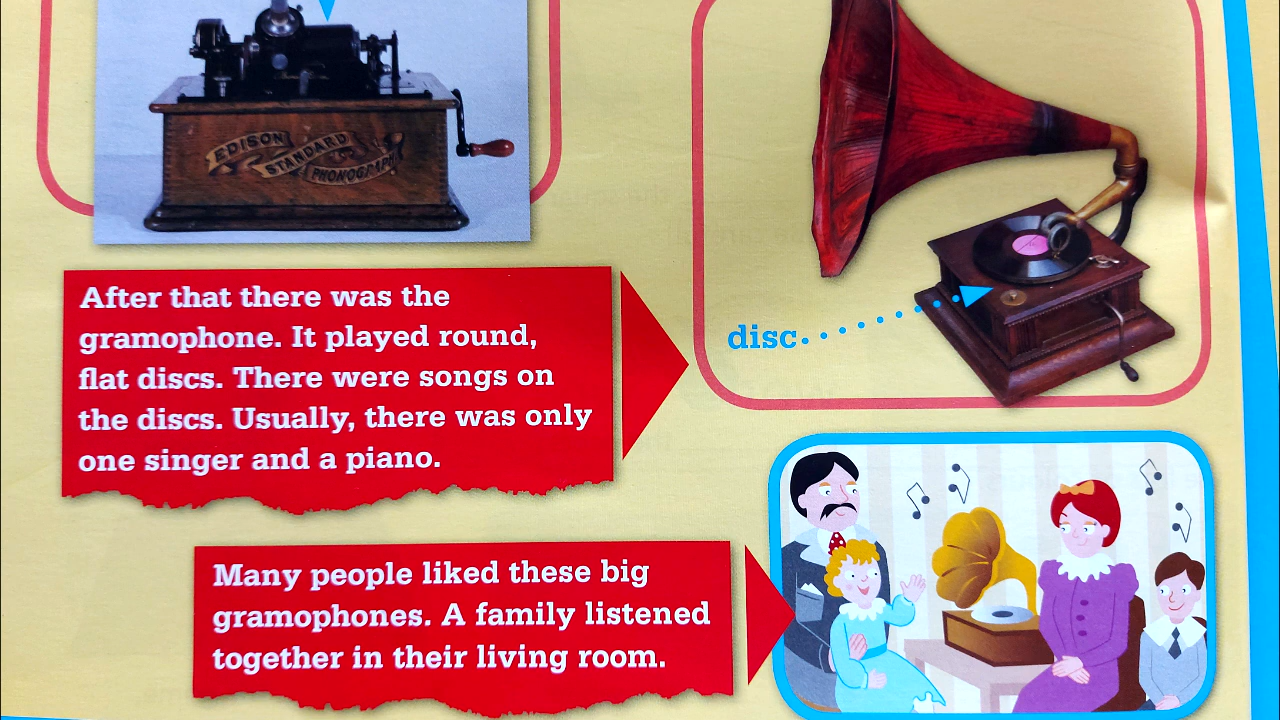 EDISON
STANDARD
PHONOGRAPH
After that there was the
gramophone. It played round,
flat discs. There were songs on
the discs. Usually, there was only
one singer and a piano.
disc
Many people liked these big
gramophones. A family listened
together in their living room.